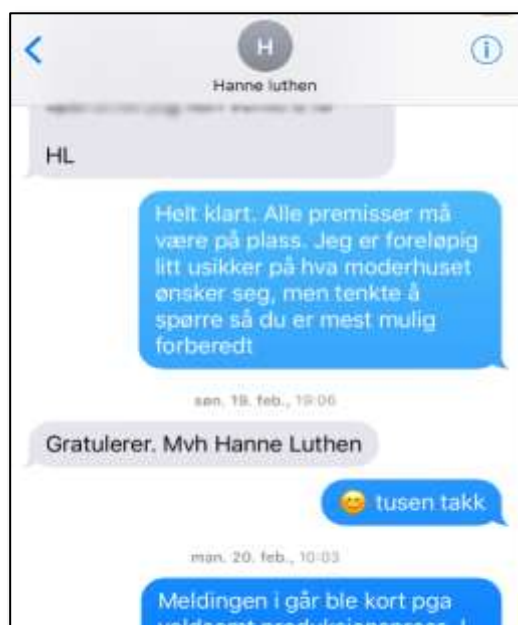 H
Hanne luthen
HL
Helt klart. Alle premisser må
være på plass. Jeg er foreløpig
litt usikker på hva moderhuset
ønsker seg, men tenkte å
spørre så du er mest mulig
forberedt
søn. 19. feb., 19:06
Gratulerer. Mvh Hanne Luthen
😊 tusen takk
man. 20. feb., 10:03
Meldingen i går ble kort pga